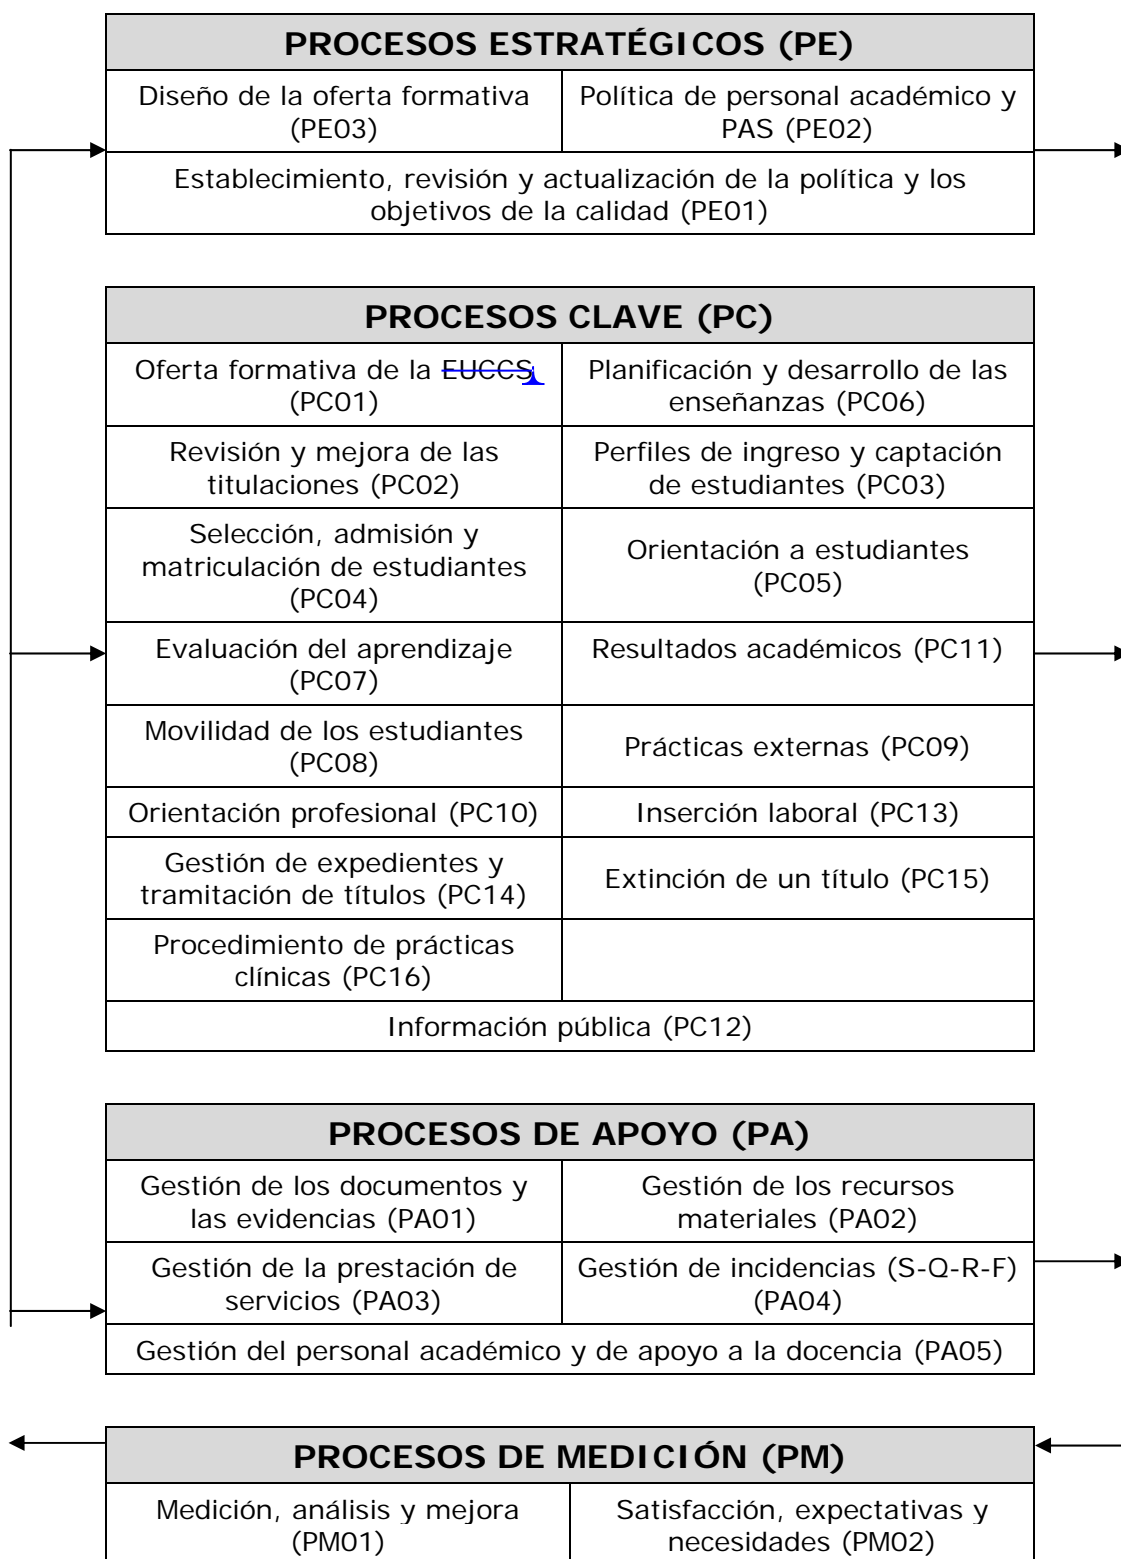 PROCESOS ESTRATÉGICOS (PE)
Diseño de la oferta formativa
(PE03)
Política de personal académico y
PAS (PE02)
Establecimiento, revisión y actualización de la política y los
objetivos de la calidad (PE01)
PROCESOS CLAVE (PC)
Oferta formativa de la EUCCS
(PC01)
Planificación y desarrollo de las
enseñanzas (PC06)
Revisión y mejora de las
titulaciones (PC02)
Perfiles de ingreso y captación
de estudiantes (PC03)
Selección, admisión y
matriculación de estudiantes
(PC04)
Orientación a estudiantes
(PC05)
Evaluación del aprendizaje
(PC07)
Resultados académicos (PC11)
Movilidad de los estudiantes
(PC08)
Prácticas externas (PC09)
Orientación profesional (PC10)
Inserción laboral (PC13)
Gestión de expedientes y
tramitación de títulos (PC14)
Extinción de un título (PC15)
Procedimiento de prácticas
clínicas (PC16)
Información pública (PC12)
PROCESOS DE APOYO (PA)
Gestión de los documentos y
las evidencias (PA01)
Gestión de los recursos
materiales (PA02)
Gestión de la prestación de
servicios (PA03)
Gestión de incidencias (S-Q-R-F)
(PA04)
Gestión del personal académico y de apoyo a la docencia (PA05)
PROCESOS DE MEDICIÓN (PM)
Medición, análisis y mejora
(PM01)
Satisfacción, expectativas y
necesidades (PM02)